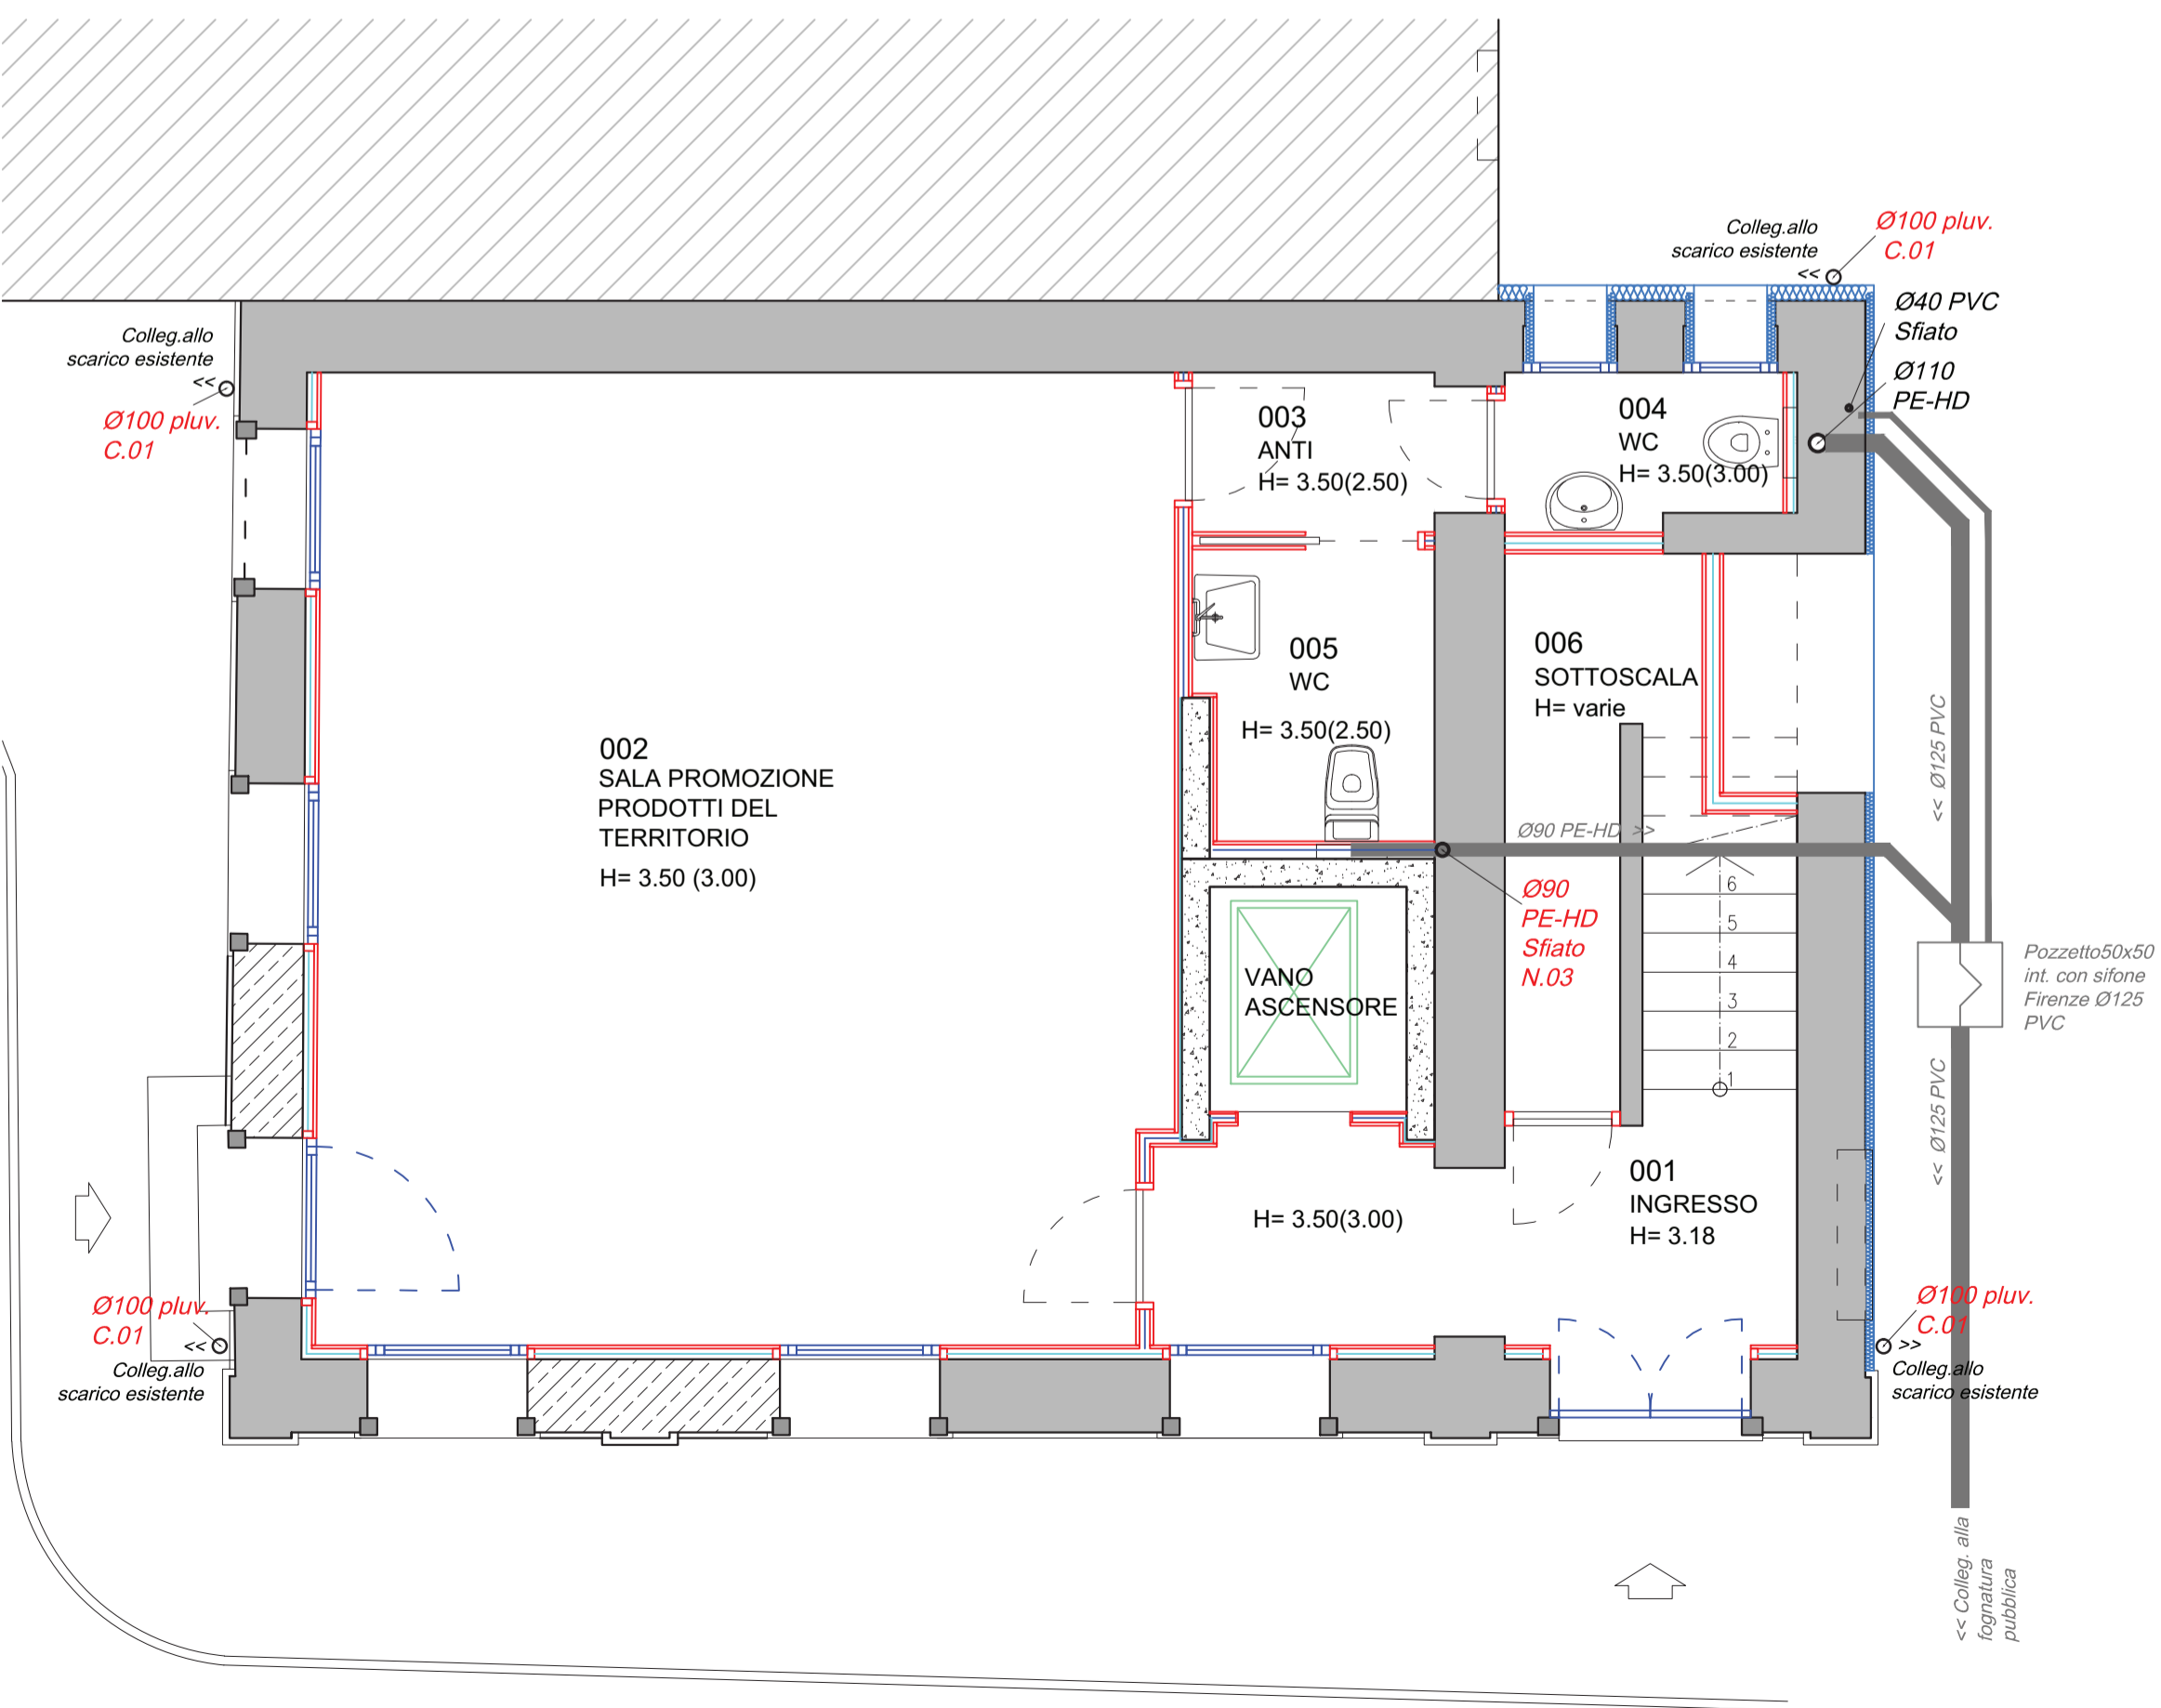 Colleg.allo
scarico esistente
<<
Ø100 pluv.
C.01
Ø40 PVC
Sfiato
Ø110
PE-HD
Colleg.allo
scarico esistente
<<
Ø100 pluv.
C.01
003
ANTI
H= 3.50(2.50)
004
WC
H= 3.50(3.00)
005
WC
H= 3.50(2.50)
006
SOTTOSCALA
H= varie
002
SALA PROMOZIONE
PRODOTTI DEL
TERRITORIO
H= 3.50 (3.00)
<< Ø125 PVC
Ø90 PE-HD >>
Ø90
PE-HD
Sfiato
N.03
6
5
4
3
2
1
VANO
ASCENSORE
Pozzetto50x50
int. con sifone
Firenze Ø125
PVC
<< Ø125 PVC
001
INGRESSO
H= 3.18
H= 3.50(3.00)
Ø100 pluv.
C.01
<<
Colleg.allo
scarico esistente
Ø100 pluv.
C.01
>>
Colleg.allo
scarico esistente
<< Colleg. alla
fognatura
pubblica